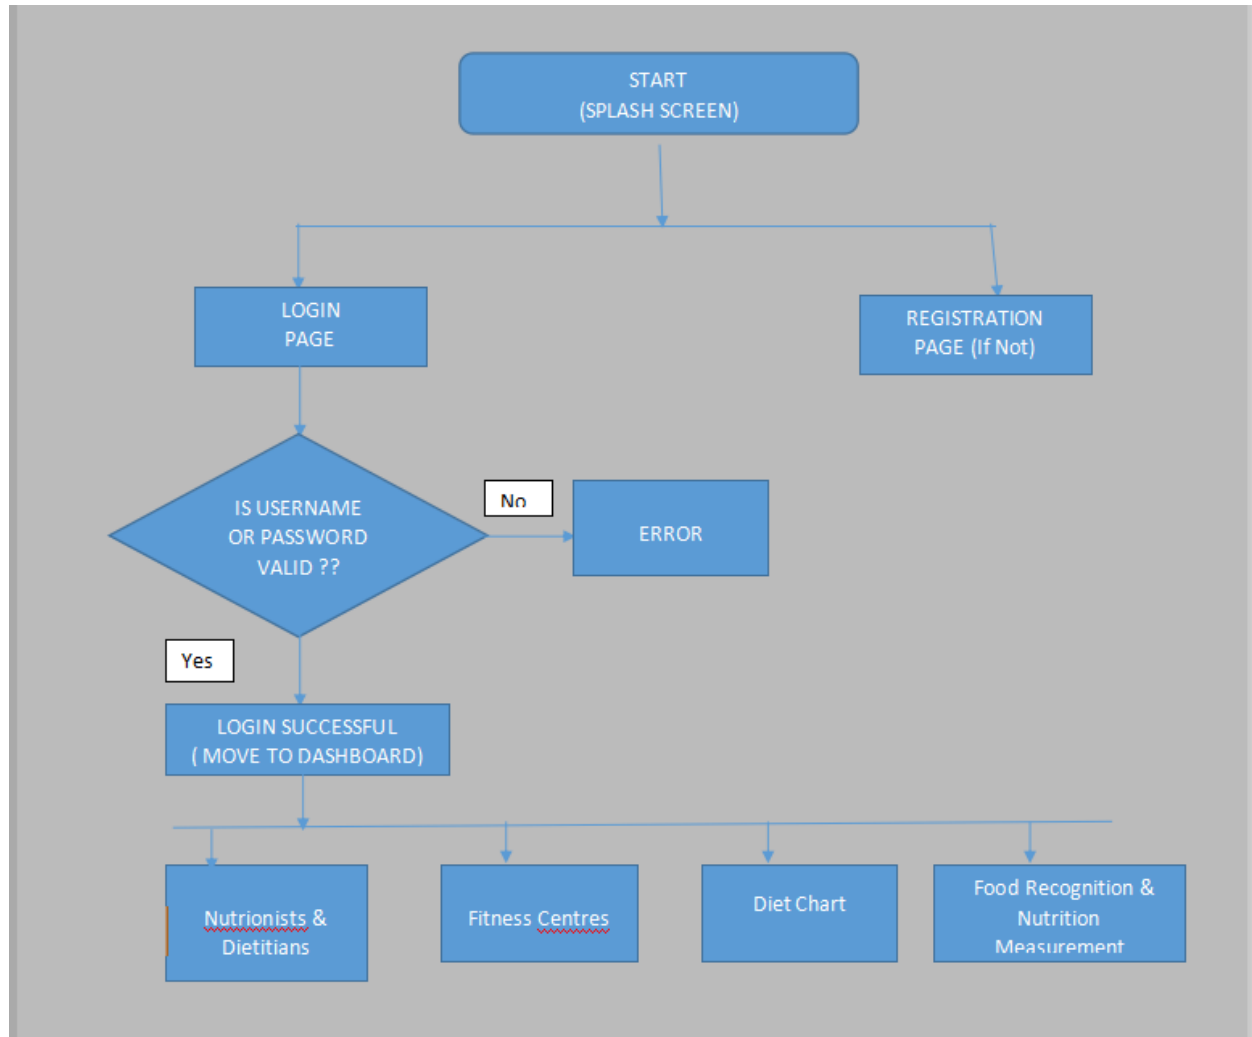 START
(SPLASH SCREEN)
LOGIN
PAGE
REGISTRATION
PAGE (If Not)
IS USERNAME
OR PASSWORD
VALID ??
No
ERROR
Yes
LOGIN SUCCESSFUL
( MOVE TO DASHBOARD)
Nutrionists &
Dietitians
Fitness Centres
Diet Chart
Food Recognition &
Nutrition
Measurement